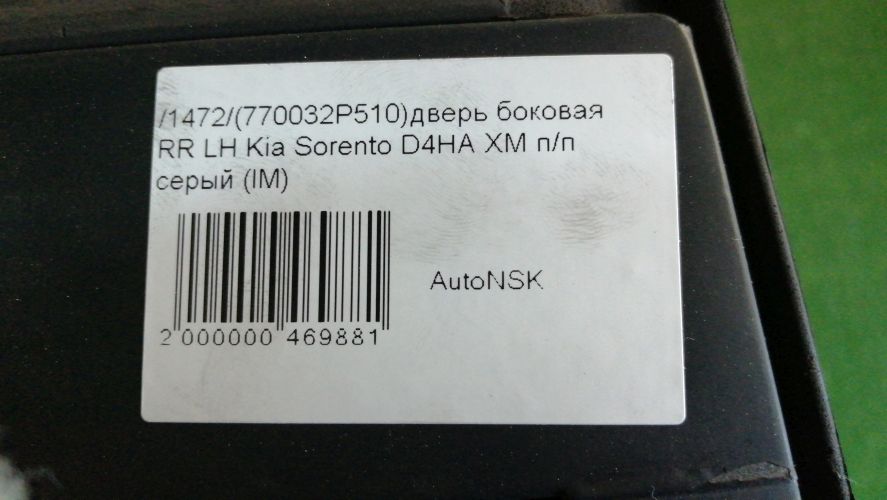 /1472/(770032P510)дверь боковая
RR LH Kia Sorento D4HA XM п/п
серый (IM)
AutoNSK
2 000000 469881